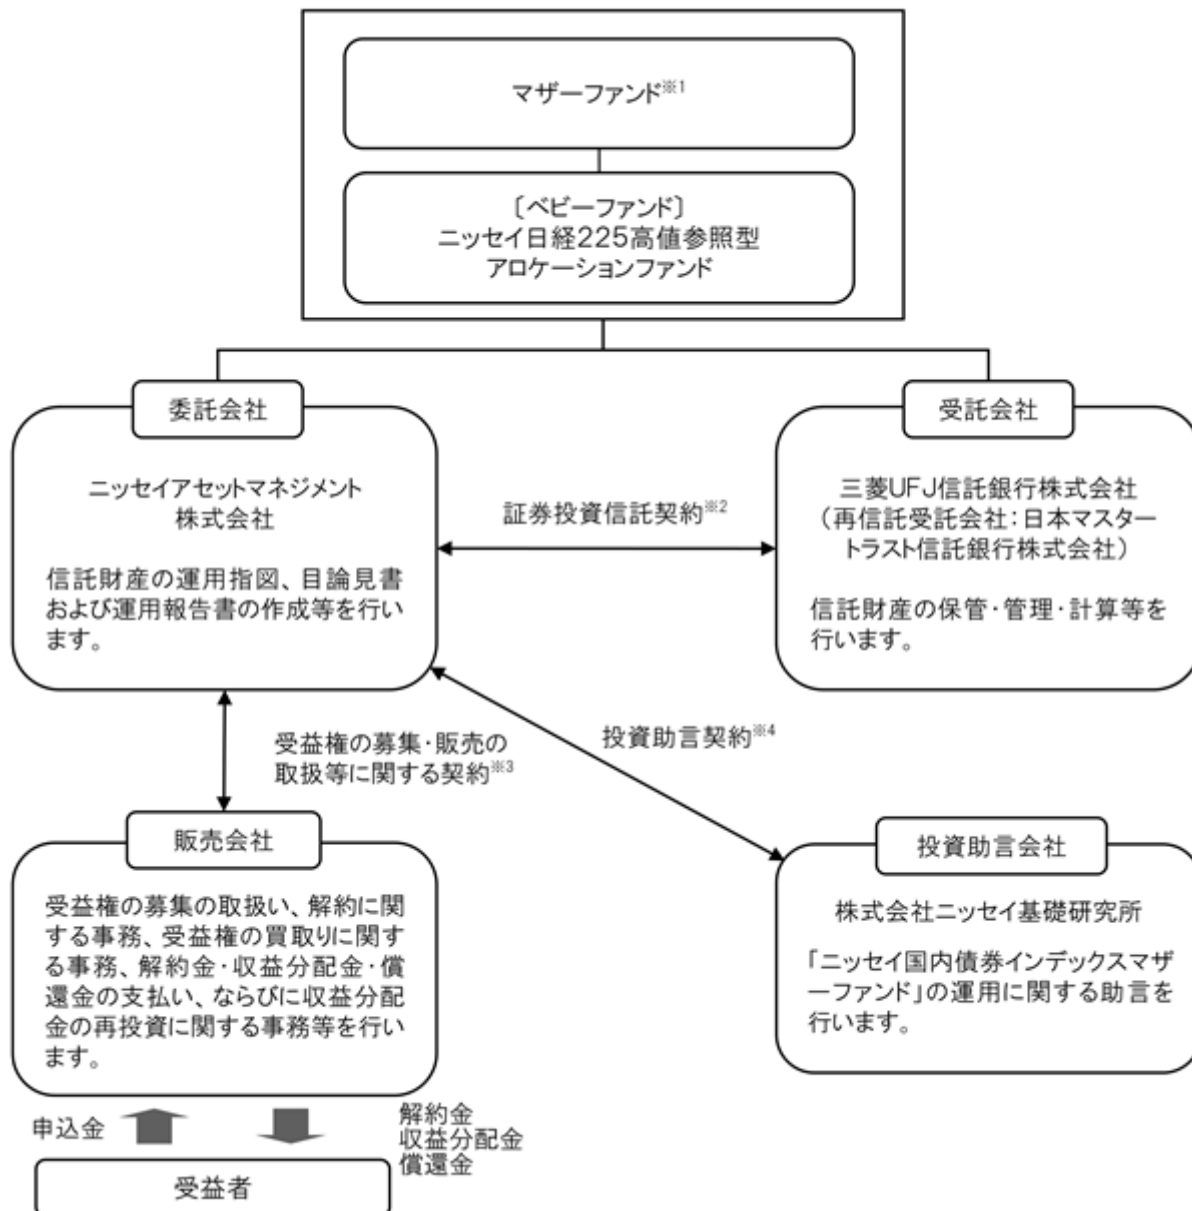 マザーファンド※1
〔ベビーファンド〕
ニッセイ日経225高値参照型
アロケーションファンド
委託会社
ニッセイアセットマネジメント
株式会社
信託財産の運用指図、目論見書
および運用報告書の作成等を行い
ます。
証券投資信託契約※2
受託会社
三菱UFJ信託銀行株式会社
(再信託受託会社:日本マスター
トラスト信託銀行株式会社)
信託財産の保管・管理・計算等を
行います。
受益権の募集・販売の
取扱等に関する契約※3
投資助言契約※4
販売会社
受益権の募集の取扱い、解約に関
する事務、受益権の買取りに関す
る事務、解約金・収益分配金・償
還金の支払い、ならびに収益分配
金の再投資に関する事務等を行い
ます。
投資助言会社
株式会社ニッセイ基礎研究所
「ニッセイ国内債券インデックスマザ
ーファンド」の運用に関する助言を
行います。
申込金
解約金
収益分配金
償還金
受益者